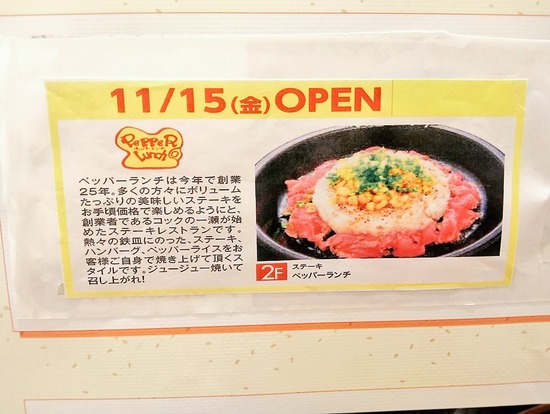 11/15(金)OPEN
PePPeR
Lunch
ペッパーランチは今年で創業
25年。多くの方々にボリューム
たっぷりの美味しいステーキを
お手頃価格で楽しめるようにと、
創業者であるコックの一瀬が始
めたステーキレストランです。
熱々の鉄皿にのった、ステーキ、
ハンバーグ、ペッパーライスをお
客様ご自身で焼き上げて頂くス
タイルです。ジュージュー焼いて
召し上がれ!
2F ステーキ
ペッパーランチ